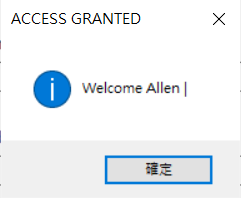 ACCESS GRANTED
Welcome Allen |
確定